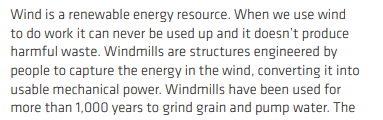 Wind is a renewable energy resource. When we use wind
to do work it can never be used up and it doesn't produce
harmful waste. Windmills are structures engineered by
people to capture the energy in the wind, converting it into
usable mechanical power. Windmills have been used for
more than 1,000 years to grind grain and pump water. The